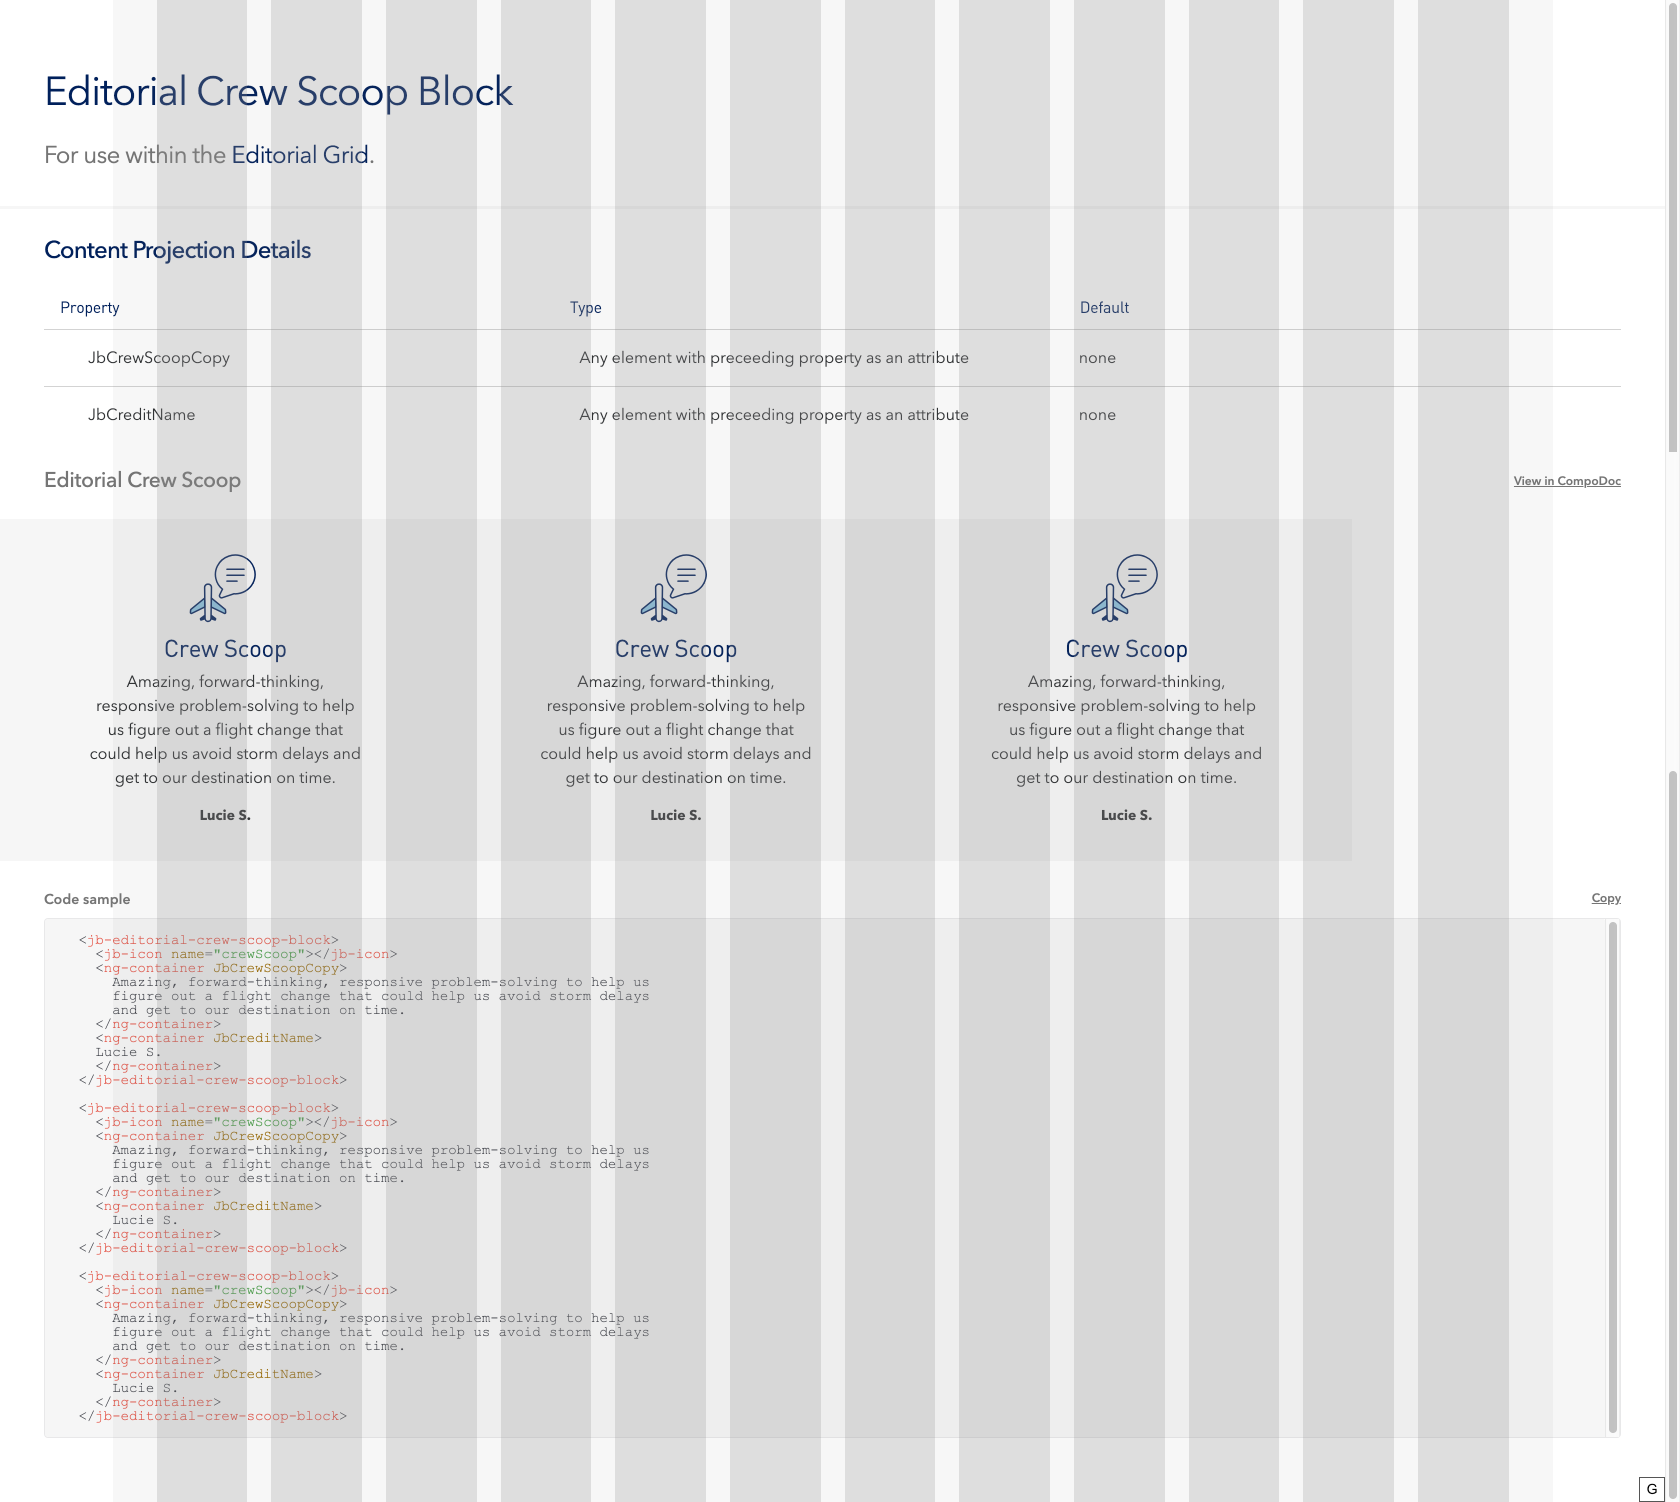 Editorial Crew Scoop Block
For use within the Editorial Grid.
Content Projection Details
Property Type Default
JbCrewScoopCopy Any element with preceeding property as an attribute none
JbCreditName Any element with preceeding property as an attribute none
Editorial Crew Scoop View in CompoDoc
Crew Scoop
Amazing, forward-thinking,
responsive problem-solving to help
us figure out a flight change that
could help us avoid storm delays and
get to our destination on time.
Lucie S.
Crew Scoop
Amazing, forward-thinking,
responsive problem-solving to help
us figure out a flight change that
could help us avoid storm delays and
get to our destination on time.
Lucie S.
Crew Scoop
Amazing, forward-thinking,
responsive problem-solving to help
us figure out a flight change that
could help us avoid storm delays and
get to our destination on time.
Lucie S.
Code sample Copy
<jb-editorial-crew-scoop-block>
<jb-icon name="crewScoop"></jb-icon>
<ng-container JbCrewScoopCopy>
Amazing, forward-thinking, responsive problem-solving to help us
figure out a flight change that could help us avoid storm delays
and get to our destination on time.
</ng-container>
<ng-container JbCreditName>
Lucie S.
</ng-container>
</jb-editorial-crew-scoop-block>
<jb-editorial-crew-scoop-block>
<jb-icon name="crewScoop"></jb-icon>
<ng-container JbCrewScoopCopy>
Amazing, forward-thinking, responsive problem-solving to help us
figure out a flight change that could help us avoid storm delays
and get to our destination on time.
</ng-container>
<ng-container JbCreditName>
Lucie S.
</ng-container>
</jb-editorial-crew-scoop-block>
<jb-editorial-crew-scoop-block>
<jb-icon name="crewScoop"></jb-icon>
<ng-container JbCrewScoopCopy>
Amazing, forward-thinking, responsive problem-solving to help us
figure out a flight change that could help us avoid storm delays
and get to our destination on time.
</ng-container>
<ng-container JbCreditName>
Lucie S.
</ng-container>
</jb-editorial-crew-scoop-block>
G